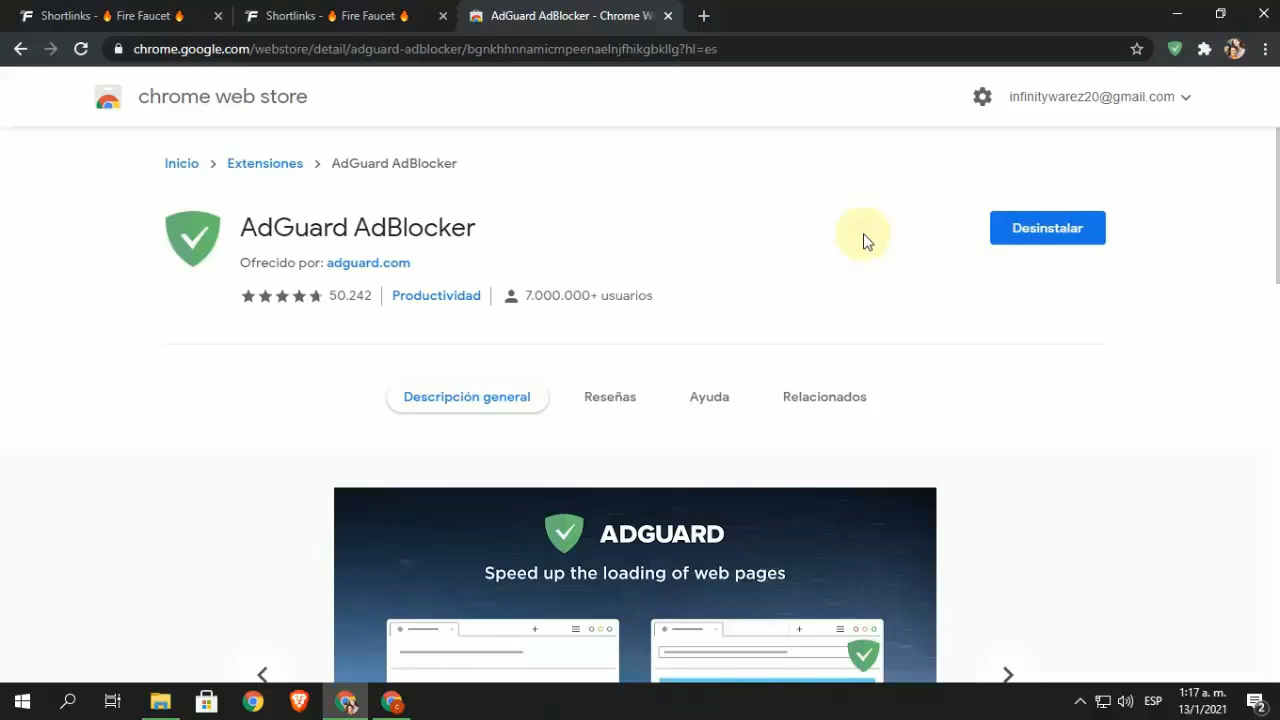 Shortlinks - 🔥 Fire Faucet 🔥
Shortlinks - 🔥 Fire Faucet 🔥
AdGuard AdBlocker - Chrome W
chrome.google.com/webstore/detail/adguard-adblocker/bgnkhhnnamicmpeenaelnjfhikgbkllg?hl=es
chrome web store
infinitywarez20@gmail.com
Inicio > Extensiones > AdGuard AdBlocker
AdGuard AdBlocker
Desinstalar
Ofrecido por: adguard.com
50.242 | Productividad | 7.000.000+ usuarios
Descripción general Reseñas Ayuda Relacionados
ADGUARD
Speed up the loading of web pages
ESP
1:17 a. m.
13/1/2021
2